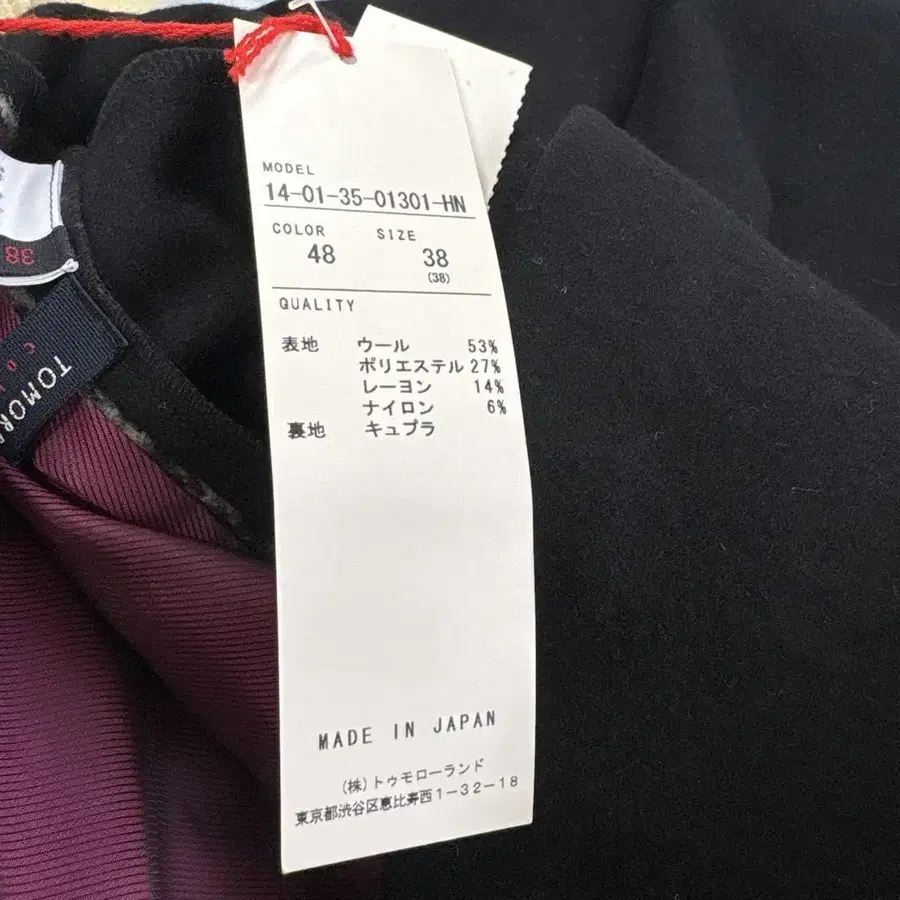 MODEL
14-01-35-01301-HN
COLOR SIZE
48 38
(38)
QUALITY
表地 ウール 53%
ポリエステル 27%
レーヨン 14%
ナイロン 6%
裏地 キュプラ
MADE IN JAPAN
(株)トゥモローランド
東京都渋谷区恵比寿西1-32-18
38